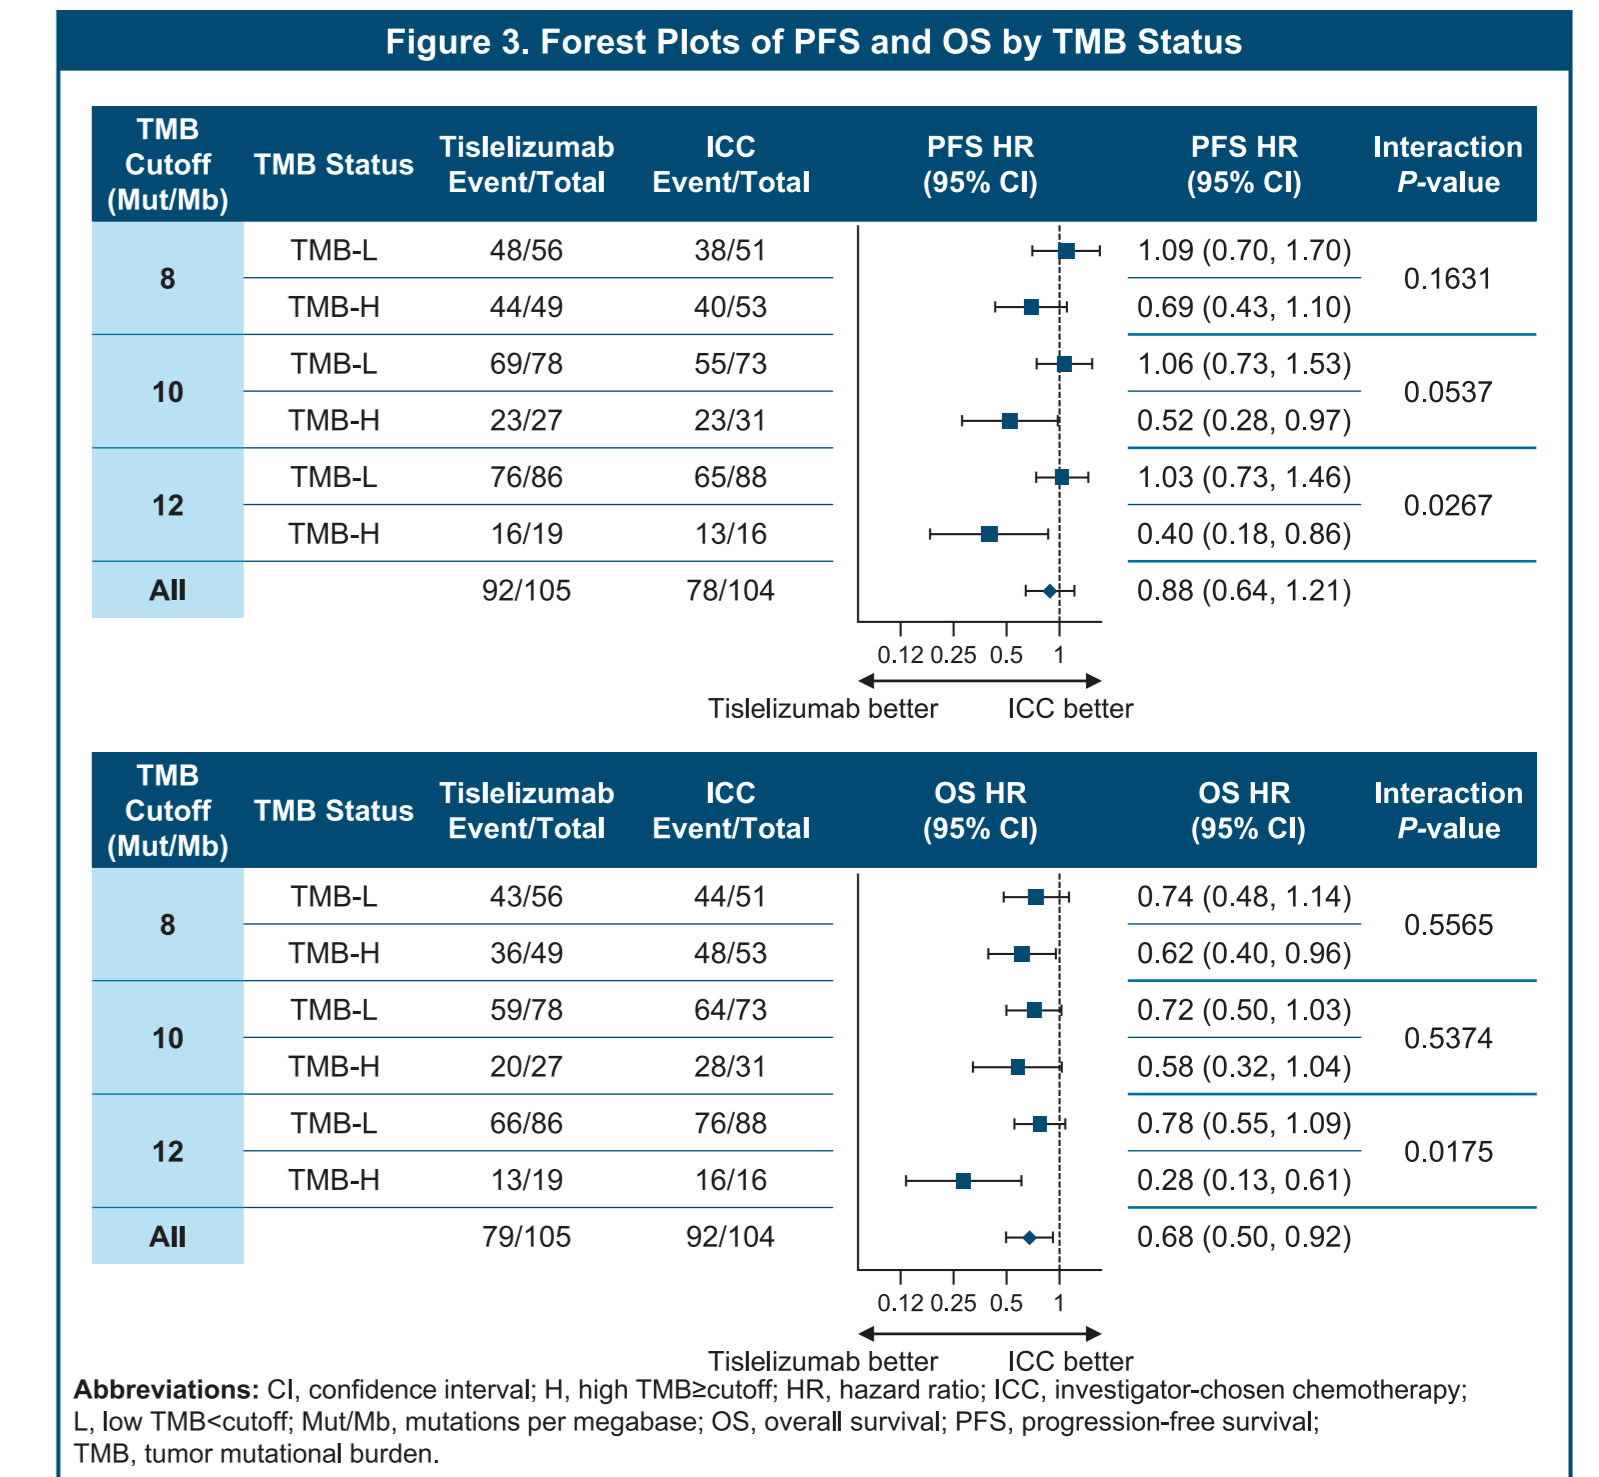 Figure 3. Forest Plots of PFS and OS by TMB Status
TMB Cutoff (Mut/Mb) TMB Status Tislelizumab Event/Total ICC Event/Total PFS HR (95% CI) PFS HR (95% CI) Interaction P-value
8 TMB-L 48/56 38/51 1.09 (0.70, 1.70) 0.1631
TMB-H 44/49 40/53 0.69 (0.43, 1.10)
10 TMB-L 69/78 55/73 1.06 (0.73, 1.53) 0.0537
TMB-H 23/27 23/31 0.52 (0.28, 0.97)
12 TMB-L 76/86 65/88 1.03 (0.73, 1.46) 0.0267
TMB-H 16/19 13/16 0.40 (0.18, 0.86)
All 92/105 78/104 0.88 (0.64, 1.21)
0.12 0.25 0.5 1
Tislelizumab better ICC better
TMB Cutoff (Mut/Mb) TMB Status Tislelizumab Event/Total ICC Event/Total OS HR (95% CI) OS HR (95% CI) Interaction P-value
8 TMB-L 43/56 44/51 0.74 (0.48, 1.14) 0.5565
TMB-H 36/49 48/53 0.62 (0.40, 0.96)
10 TMB-L 59/78 64/73 0.72 (0.50, 1.03) 0.5374
TMB-H 20/27 28/31 0.58 (0.32, 1.04)
12 TMB-L 66/86 76/88 0.78 (0.55, 1.09) 0.0175
TMB-H 13/19 16/16 0.28 (0.13, 0.61)
All 79/105 92/104 0.68 (0.50, 0.92)
0.12 0.25 0.5 1
Tislelizumab better ICC better
Abbreviations: CI, confidence interval; H, high TMB≥cutoff; HR, hazard ratio; ICC, investigator-chosen chemotherapy;
L, low TMB<cutoff; Mut/Mb, mutations per megabase; OS, overall survival; PFS, progression-free survival;
TMB, tumor mutational burden.